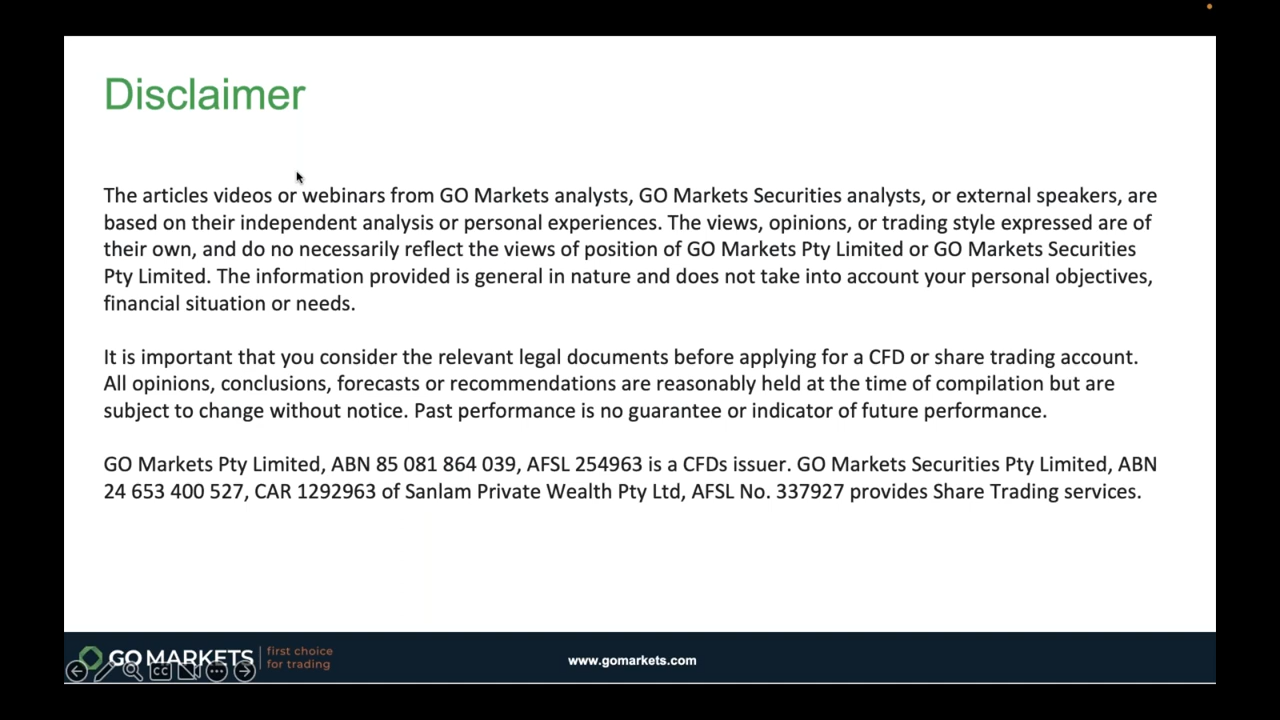 Disclaimer
The articles videos or webinars from GO Markets analysts, GO Markets Securities analysts, or external speakers, are
based on their independent analysis or personal experiences. The views, opinions, or trading style expressed are of
their own, and do no necessarily reflect the views of position of GO Markets Pty Limited or GO Markets Securities
Pty Limited. The information provided is general in nature and does not take into account your personal objectives,
financial situation or needs.
It is important that you consider the relevant legal documents before applying for a CFD or share trading account.
All opinions, conclusions, forecasts or recommendations are reasonably held at the time of compilation but are
subject to change without notice. Past performance is no guarantee or indicator of future performance.
GO Markets Pty Limited, ABN 85 081 864 039, AFSL 254963 is a CFDs issuer. GO Markets Securities Pty Limited, ABN
24 653 400 527, CAR 1292963 of Sanlam Private Wealth Pty Ltd, AFSL No. 337927 provides Share Trading services.
GO MARKETS
first choice
for trading
CC
www.gomarkets.com